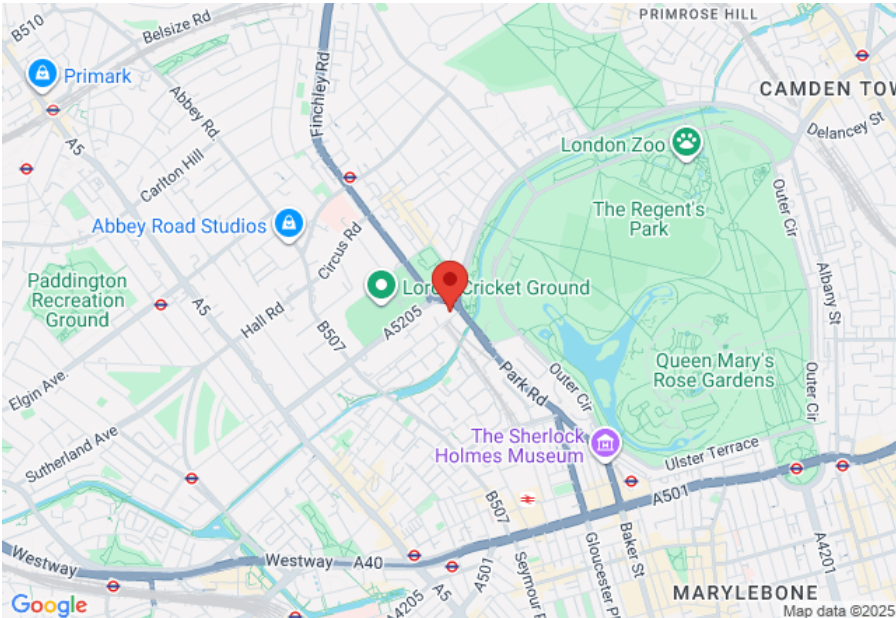 PRIMROSE HILL
B510
Belsize Rd
Primark
Finchley Rd
CAMDEN TOW
Abbey Rd
A5
Delancey St
London Zoo
Carlton Hill
Outer Cir
Abbey Road Studios
The Regent's
Park
Circus Rd
Paddington
Recreation
Ground
A5
Lord Cricket Ground
Albany St
Hall Rd
A5205
B507
Queen Mary's
Rose Gardens
Park Rd
Outer Cir
Outer Cir
Elgin Ave.
Sutherland Ave
The Sherlock
Holmes Museum
Ulster Terrace
B507
A501
Baker St
Westway
Westway
A40
A501
Seymour P
Gloucester Pl
A4201
A4205
A5
MARYLEBONE
Google
Map data ©2025